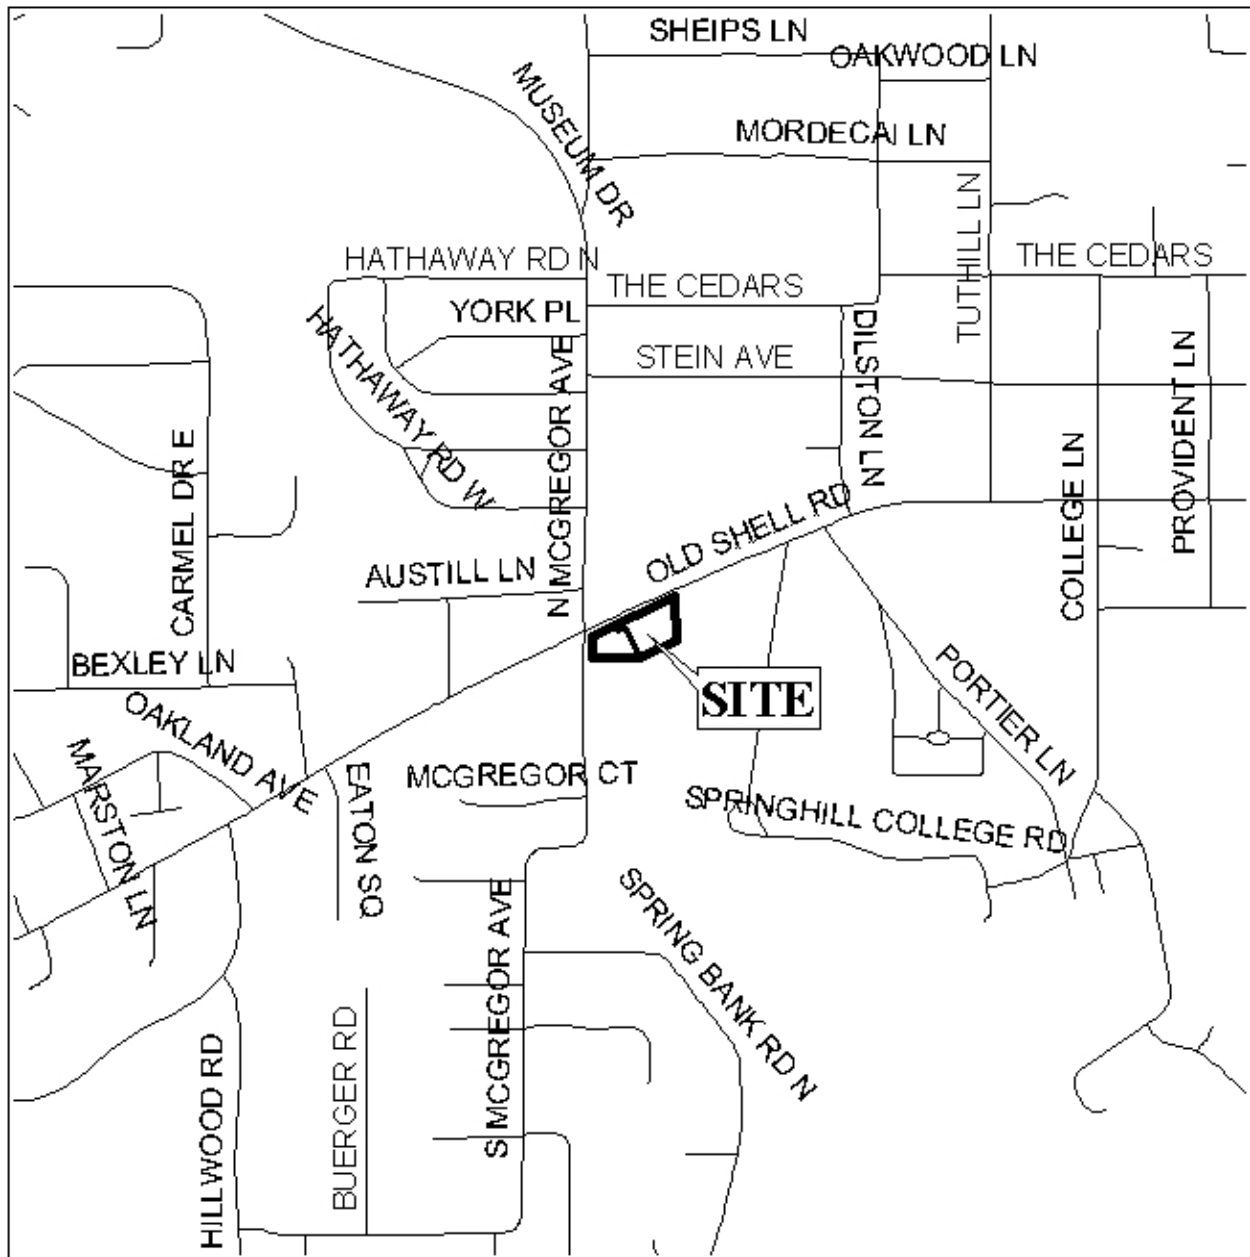 SHEIPS LN
OAKWOOD LN
MUSEUM DR
MORDECAI LN
TUTHILL LN
HATHAWAY RD N
THE CEDARS
THE CEDARS
YORK PL
HATHAWAY RD W
STEIN AVE
DILSTON LN
N MCGREGOR AVE
PROVIDENT LN
COLLEGE LN
CARMEL DR E
OLD SHELL RD
AUSTILL LN
BEXLEY LN
SITE
OAKLAND AVE
PORTIER LN
MARSTON LN
EATON SQ
MCGREGOR CT
SPRINGHILL COLLEGE RD
SPRING BANK RD N
S MCGREGOR AVE
BUERGER RD
HILLWOOD RD